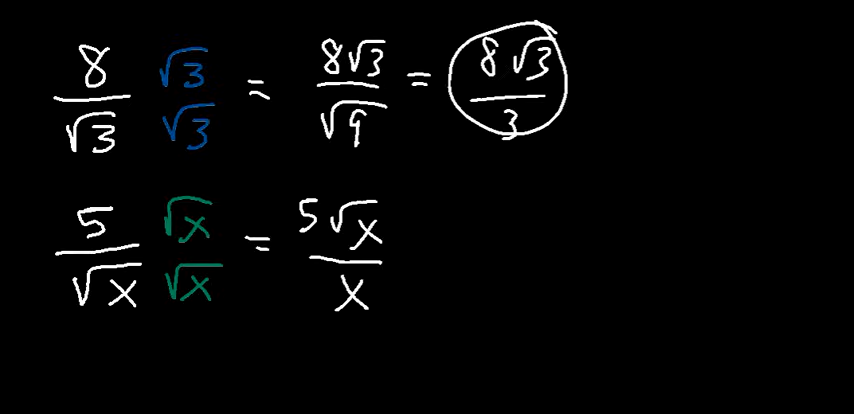 8/√3 √3/√3 = 8√3/√9 = 8√3/3
5/√x √x/√x = 5√x/x